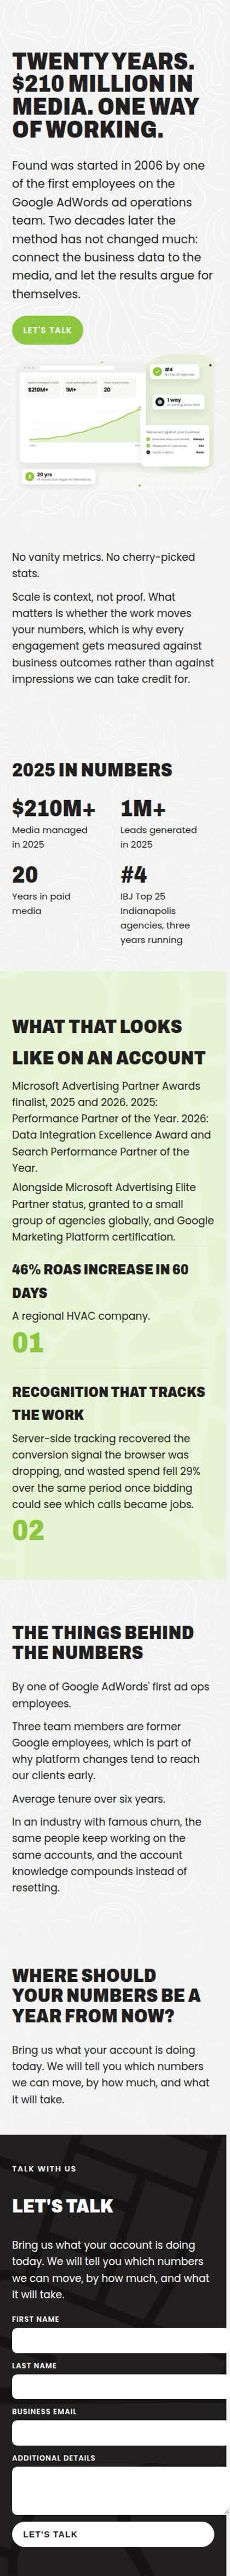 TWENTY YEARS.
$210 MILLION IN
MEDIA. ONE WAY
OF WORKING.
Found was started in 2006 by one
of the first employees on the
Google AdWords ad operations
team. Two decades later the
method has not changed much:
connect the business data to the
media, and let the results argue for
themselves.
LET'S TALK
#4
1 way
$210M+
1M+
20
20 yrs
No vanity metrics. No cherry-picked
stats.
Scale is context, not proof. What
matters is whether the work moves
your numbers, which is why every
engagement gets measured against
business outcomes rather than against
impressions we can take credit for.
2025 IN NUMBERS
$210M+
Media managed
in 2025
1M+
Leads generated
in 2025
20
Years in paid
media
#4
IBJ Top 25
Indianapolis
agencies, three
years running
WHAT THAT LOOKS
LIKE ON AN ACCOUNT
Microsoft Advertising Partner Awards
finalist, 2025 and 2026. 2025:
Performance Partner of the Year. 2026:
Data Integration Excellence Award and
Search Performance Partner of the
Year.
Alongside Microsoft Advertising Elite
Partner status, granted to a small
group of agencies globally, and Google
Marketing Platform certification.
46% ROAS INCREASE IN 60
DAYS
A regional HVAC company.
01
RECOGNITION THAT TRACKS
THE WORK
Server-side tracking recovered the
conversion signal the browser was
dropping, and wasted spend fell 29%
over the same period once bidding
could see which calls became jobs.
02
THE THINGS BEHIND
THE NUMBERS
By one of Google AdWords' first ad ops
employees.
Three team members are former
Google employees, which is part of
why platform changes tend to reach
our clients early.
Average tenure over six years.
In an industry with famous churn, the
same people keep working on the
same accounts, and the account
knowledge compounds instead of
resetting.
WHERE SHOULD
YOUR NUMBERS BE A
YEAR FROM NOW?
Bring us what your account is doing
today. We will tell you which numbers
we can move, by how much, and what
it will take.
TALK WITH US
LET'S TALK
Bring us what your account is doing
today. We will tell you which numbers
we can move, by how much, and what
it will take.
FIRST NAME
LAST NAME
BUSINESS EMAIL
ADDITIONAL DETAILS
LET'S TALK